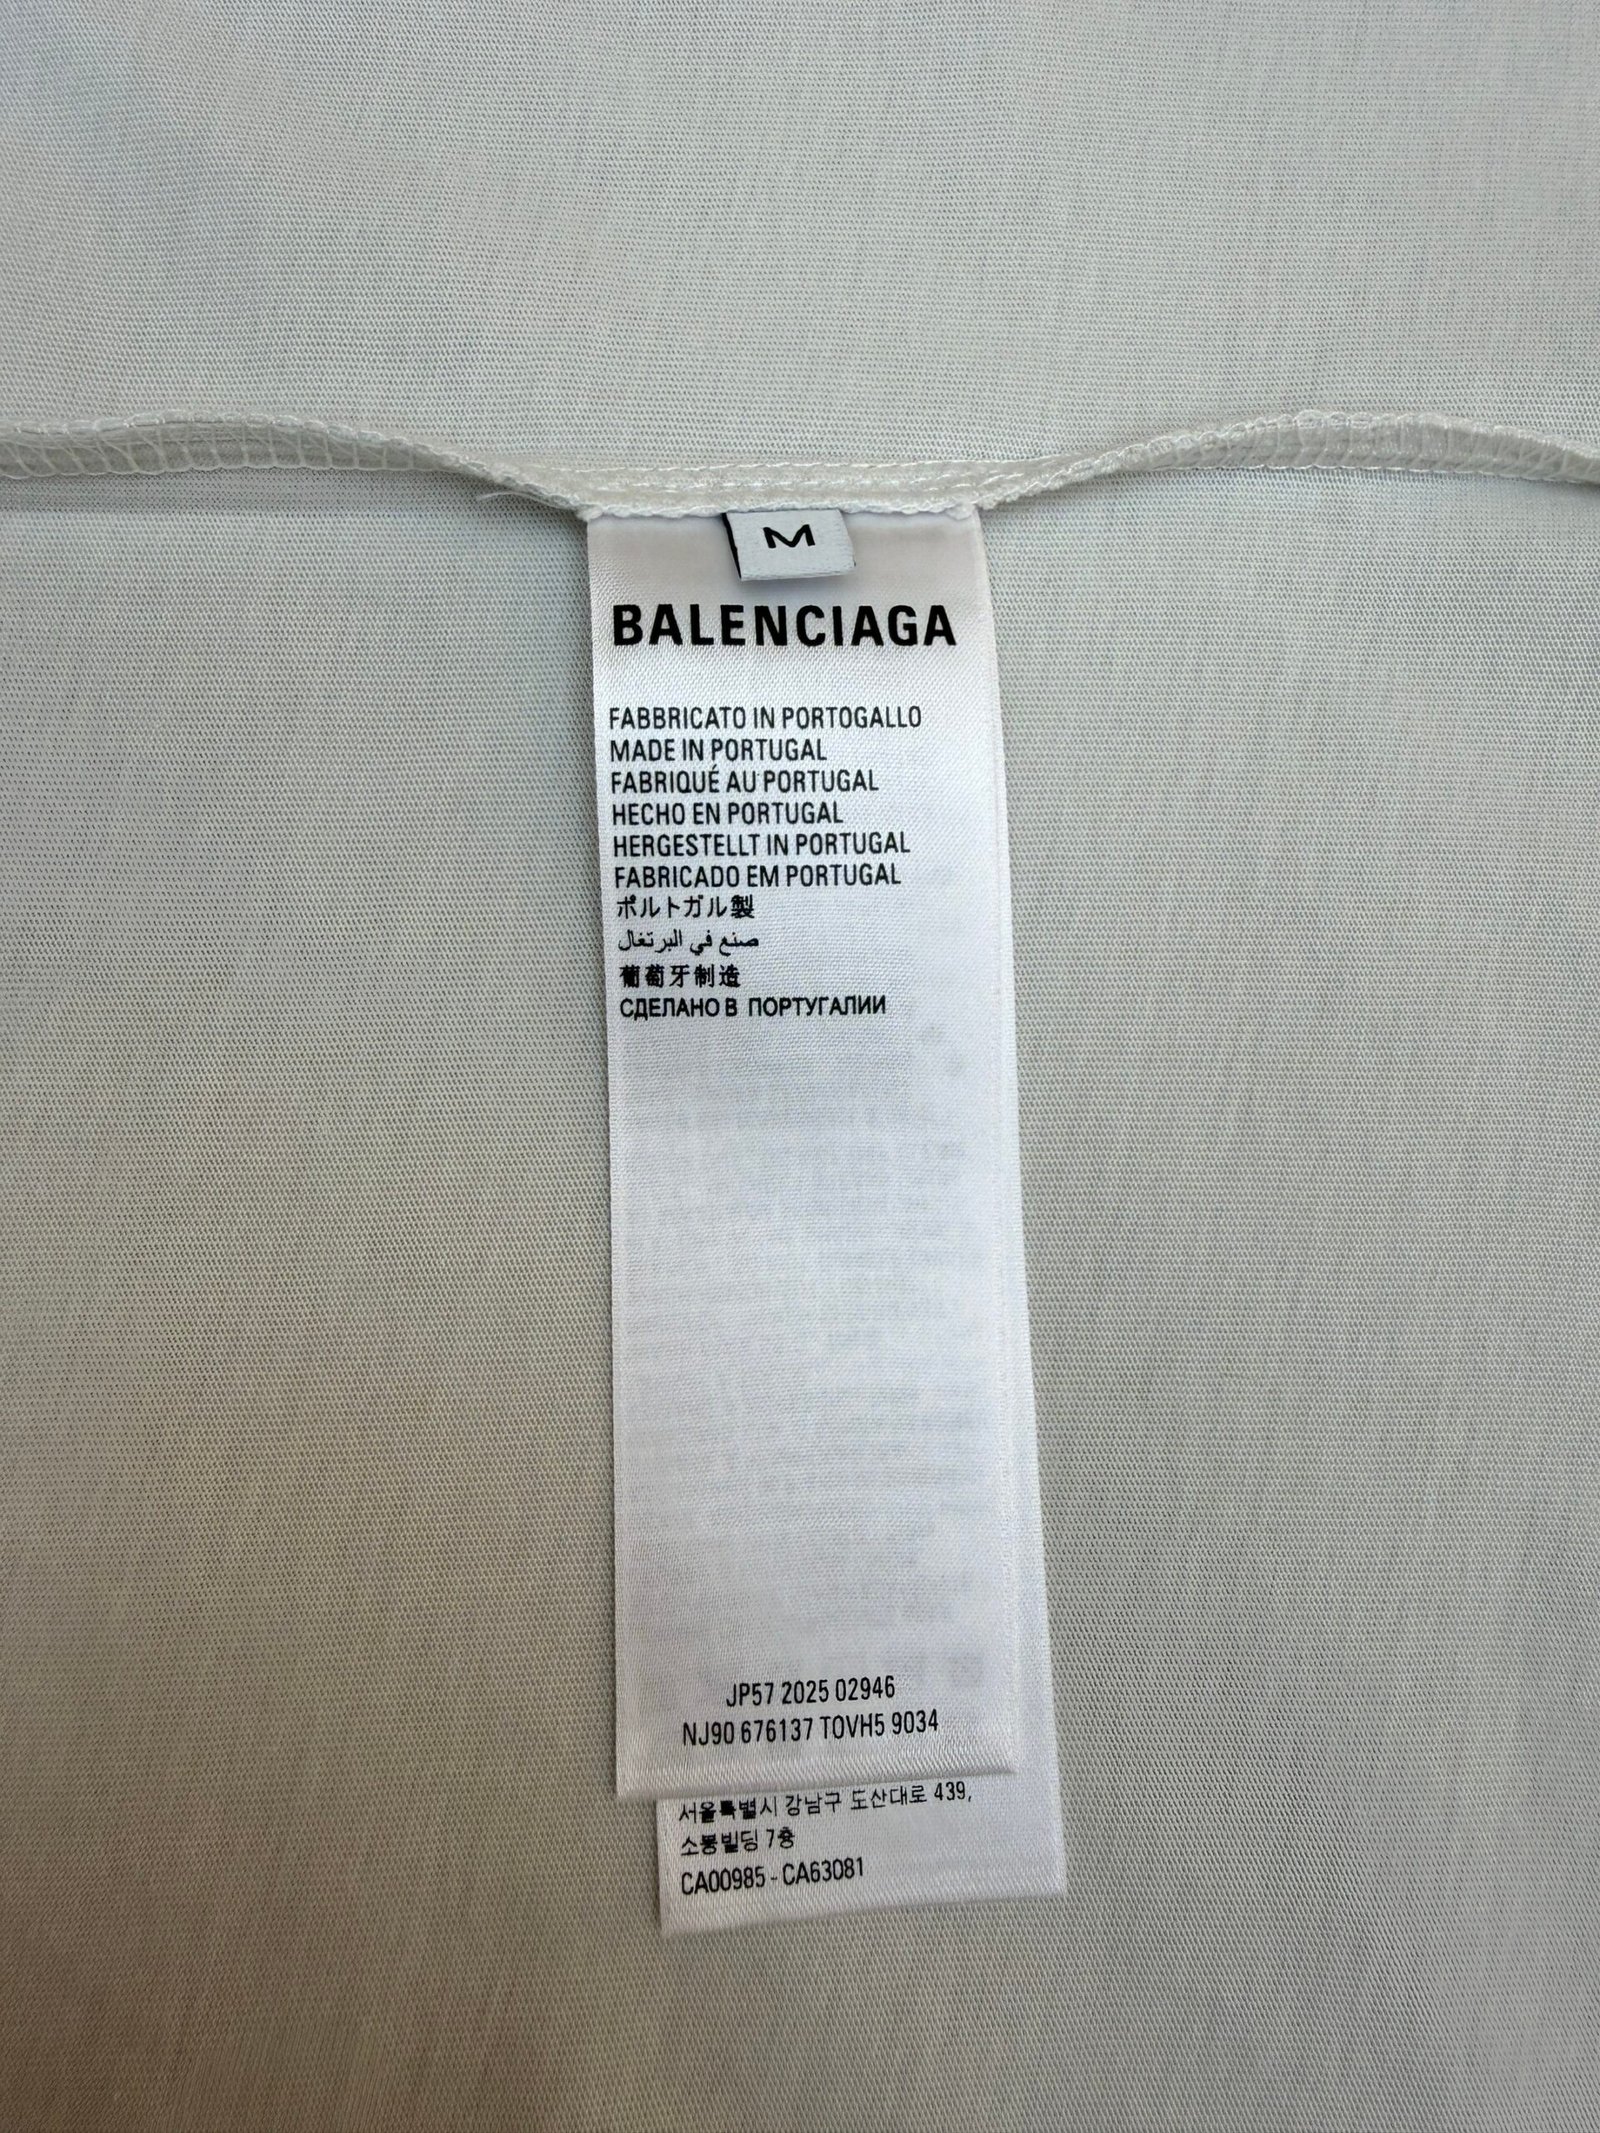 M
BALENCIAGA
FABBRICATO IN PORTOGALLO
MADE IN PORTUGAL
FABRIQUÉ AU PORTUGAL
HECHO EN PORTUGAL
HERGESTELLT IN PORTUGAL
FABRICADO EM PORTUGAL
ポルトガル製
صنع في البرتغال
葡萄牙制造
СДЕЛАНО В ПОРТУГАЛИИ
JP57 2025 02946
NJ90 676137 TOVH5 9034
서울특별시 강남구 도산대로 439,
소봉빌딩 7층
CA00985 - CA63081